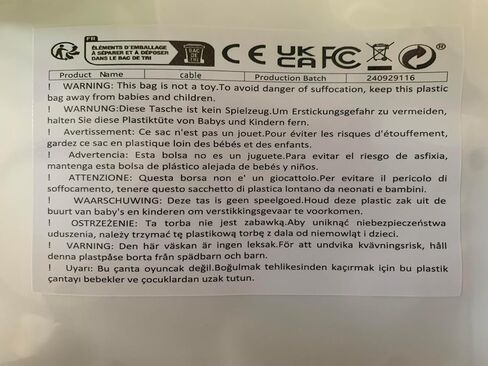 FR
ÉLÉMENTS D'EMBALLAGE
À SÉPARER ET À DÉPOSER
DANS LE BAC DE TRI
BAC DE TRI
CE UK CA FC ®
Product Name cable Production Batch 240929116
! WARNING: This bag is not a toy.To avoid danger of suffocation, keep this plastic
bag away from babies and children.
! WARNUNG:Diese Tasche ist kein Spielzeug.Um Erstickungsgefahr zu vermeiden,
halten Sie diese Plastiktüte von Babys und Kindern fern.
! Avertissement: Ce sac n'est pas un jouet.Pour éviter les risques d'étouffement,
gardez ce sac en plastique loin des bébés et des enfants.
! Advertencia: Esta bolsa no es un juguete.Para evitar el riesgo de asfixia,
mantenga esta bolsa de plástico alejada de bebés y niños.
! ATTENZIONE: Questa borsa non e' un giocattolo.Per evitare il pericolo di
soffocamento, tenere questo sacchetto di plastica lontano da neonati e bambini.
! WAARSCHUWING: Deze tas is geen speelgoed.Houd deze plastic zak uit de
buurt van baby's en kinderen om verstikkingsgevaar te voorkomen.
! OSTRZEŻENIE: Ta torba nie jest zabawką.Aby uniknąć niebezpieczeństwa
uduszenia, należy trzymać tę plastikową torbę z dala od niemowląt i dzieci.
! VARNING: Den här väskan är ingen leksak.För att undvika kvävningsrisk, håll
denna plastpåse borta från spädbarn och barn.
! Uyarı: Bu çanta oyuncak değil.Boğulmak tehlikesinden kaçırmak için bu plastik
çantayı bebekler ve çocuklardan uzak tutun.